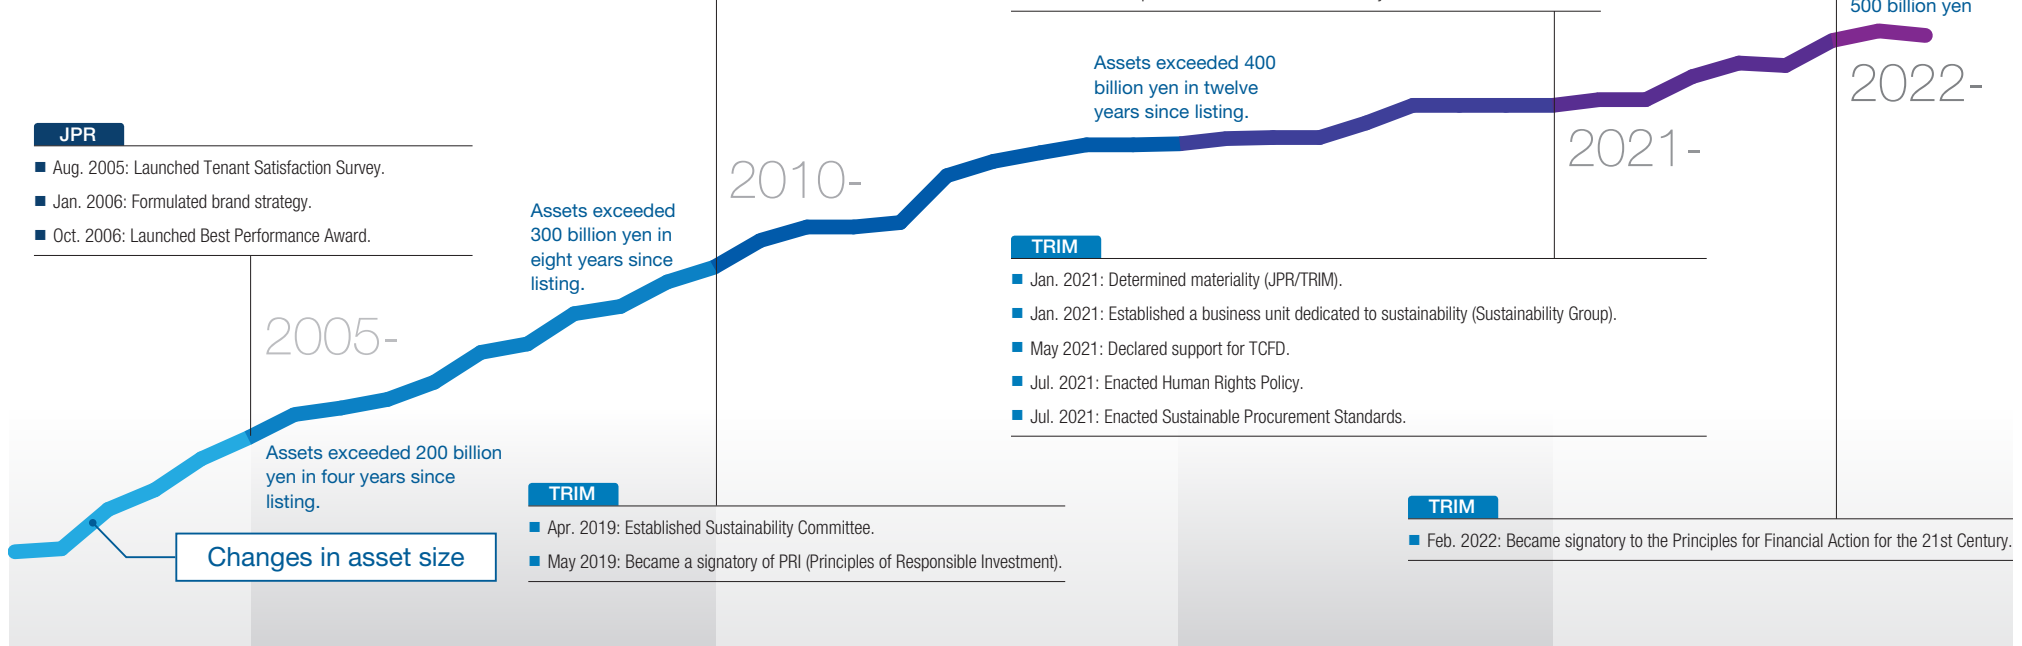 500 billion yen
2022-
Assets exceeded 400
billion yen in twelve
years since listing.
2021-
JPR
Aug. 2005: Launched Tenant Satisfaction Survey.
Jan. 2006: Formulated brand strategy.
Oct. 2006: Launched Best Performance Award.
2010-
Assets exceeded
300 billion yen in
eight years since
listing.
TRIM
Jan. 2021: Determined materiality (JPR/TRIM).
Jan. 2021: Established a business unit dedicated to sustainability (Sustainability Group).
May 2021: Declared support for TCFD.
Jul. 2021: Enacted Human Rights Policy.
Jul. 2021: Enacted Sustainable Procurement Standards.
2005-
Assets exceeded 200 billion
yen in four years since
listing.
Changes in asset size
TRIM
Apr. 2019: Established Sustainability Committee.
May 2019: Became a signatory of PRI (Principles of Responsible Investment).
TRIM
Feb. 2022: Became signatory to the Principles for Financial Action for the 21st Century.